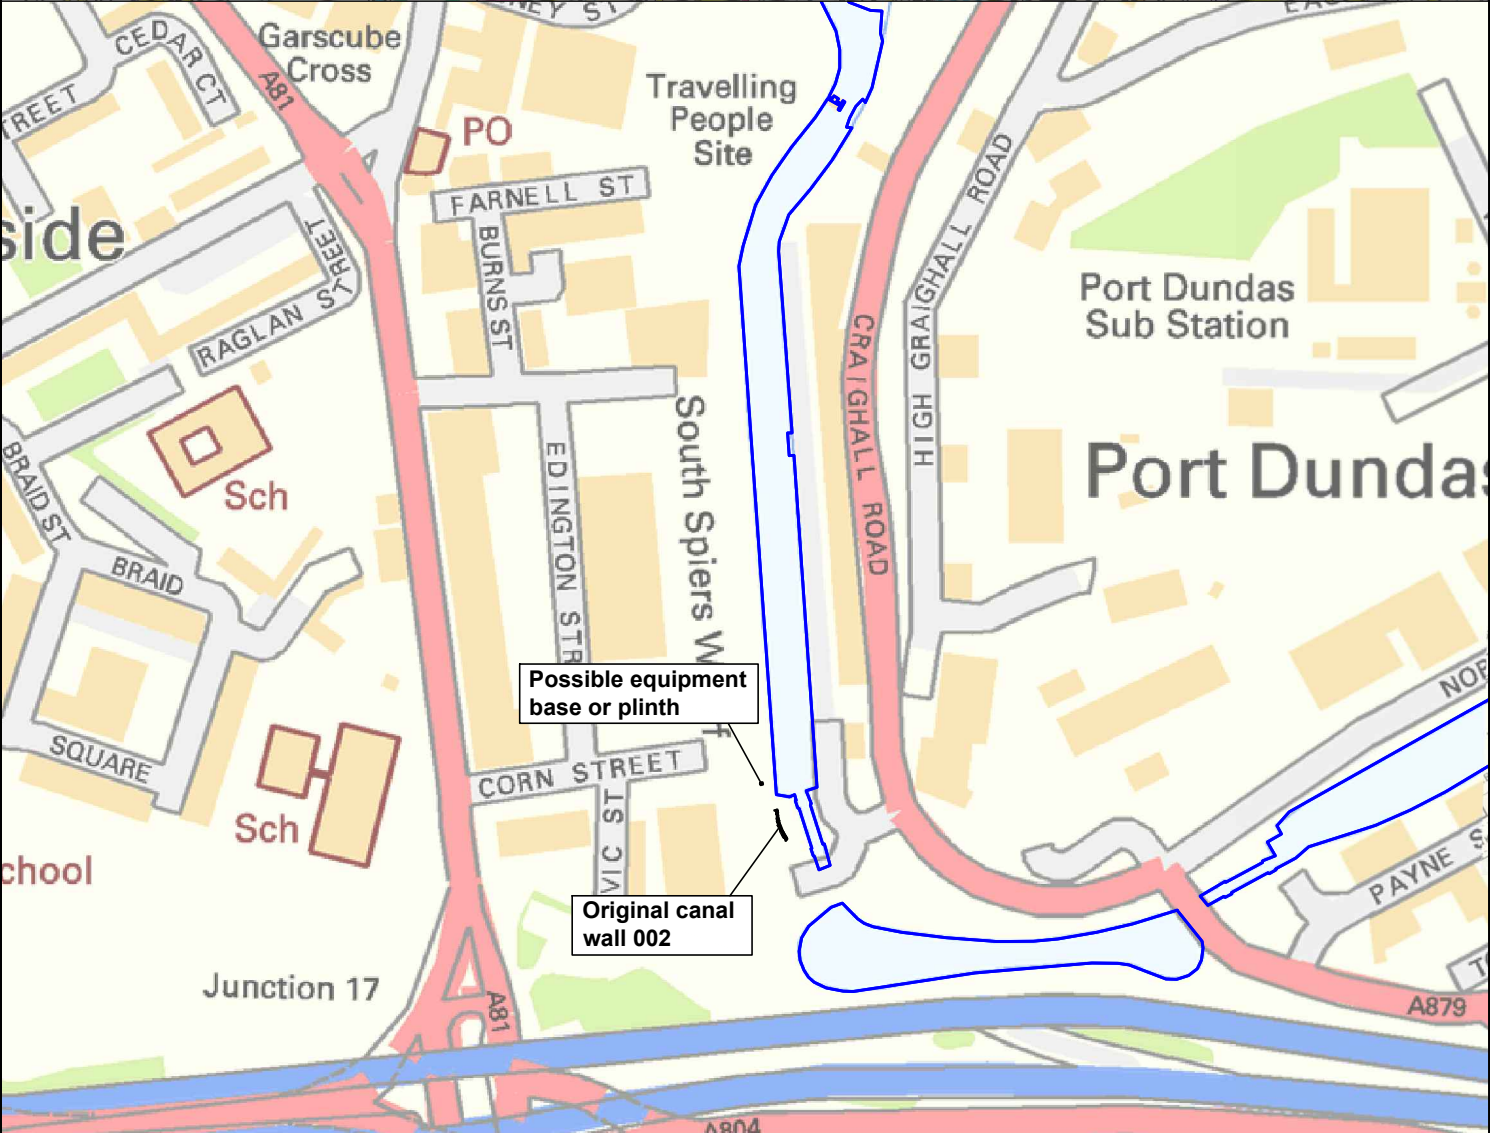 CEDAR CT
Garscube
Cross
A81
Travelling
People
Site
PO
FARNELL ST
BURNS ST
side
RAGLAN STREET
CRAIGHALL ROAD
HIGH GRAIGHALL ROAD
Port Dundas
Sub Station
Port Dundas
Sch
BRAID ST
BRAID
SQUARE
EDINGTON STR
South Spiers W
Possible equipment
base or plinth
CORN STREET
VIC ST
Sch
chool
Original canal
wall 002
Junction 17
A81
NOR
PAYNE S
A879
A804